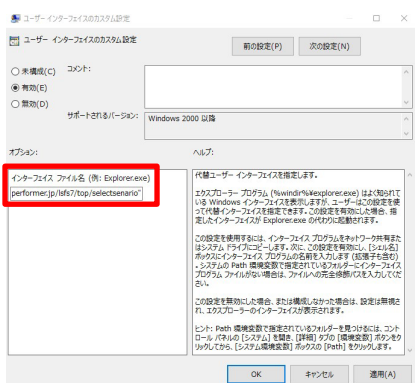 ユーザー インターフェイスのカスタム設定
ユーザー インターフェイスのカスタム設定
前の設定(P)
次の設定(N)
未構成(C)
コメント:
有効(E)
無効(D)
サポートされるバージョン:
Windows 2000 以降
オプション:
ヘルプ:
インターフェイス ファイル名 (例: Explorer.exe)
performer.jp/lsfs7/top/selectsenario"
代替ユーザー インターフェイスを指定します。
エクスプローラー プログラム (%windir%¥explorer.exe) はよく知られて
いる Windows インターフェイスを表示しますが、ユーザーはこの設定を使
って代替インターフェイスを指定できます。この設定を有効にした場合、指
定したインターフェイスが Explorer.exe の代わりに起動されます。
この設定を使用するには、インターフェイス プログラムをネットワーク共有また
はシステム ドライブにコピーします。次に、この設定を有効にし、[シェル名]
ボックスにインターフェイス プログラムの名前を入力します (拡張子も含む)
。システムの Path 環境変数で指定されているフォルダーにインターフェイス
プログラム ファイルがない場合は、ファイルへの完全修飾パスを入力してくだ
さい。
この設定を無効にした場合、または構成しなかった場合は、設定は無視さ
れ、エクスプローラーのインターフェイスが表示されます。
ヒント: Path 環境変数で指定されているフォルダーを見つけるには、コント
ロール パネルの [システム] を開き、[詳細] タブの [環境変数] ボタンをク
リックしてから、[システム環境変数] ボックスの [Path] をクリックします。
OK
キャンセル
適用(A)